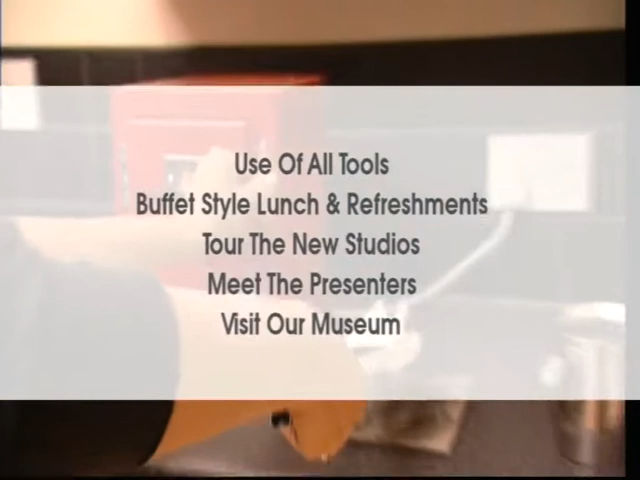 Use Of All Tools
Buffet Style Lunch & Refreshments
Tour The New Studios
Meet The Presenters
Visit Our Museum